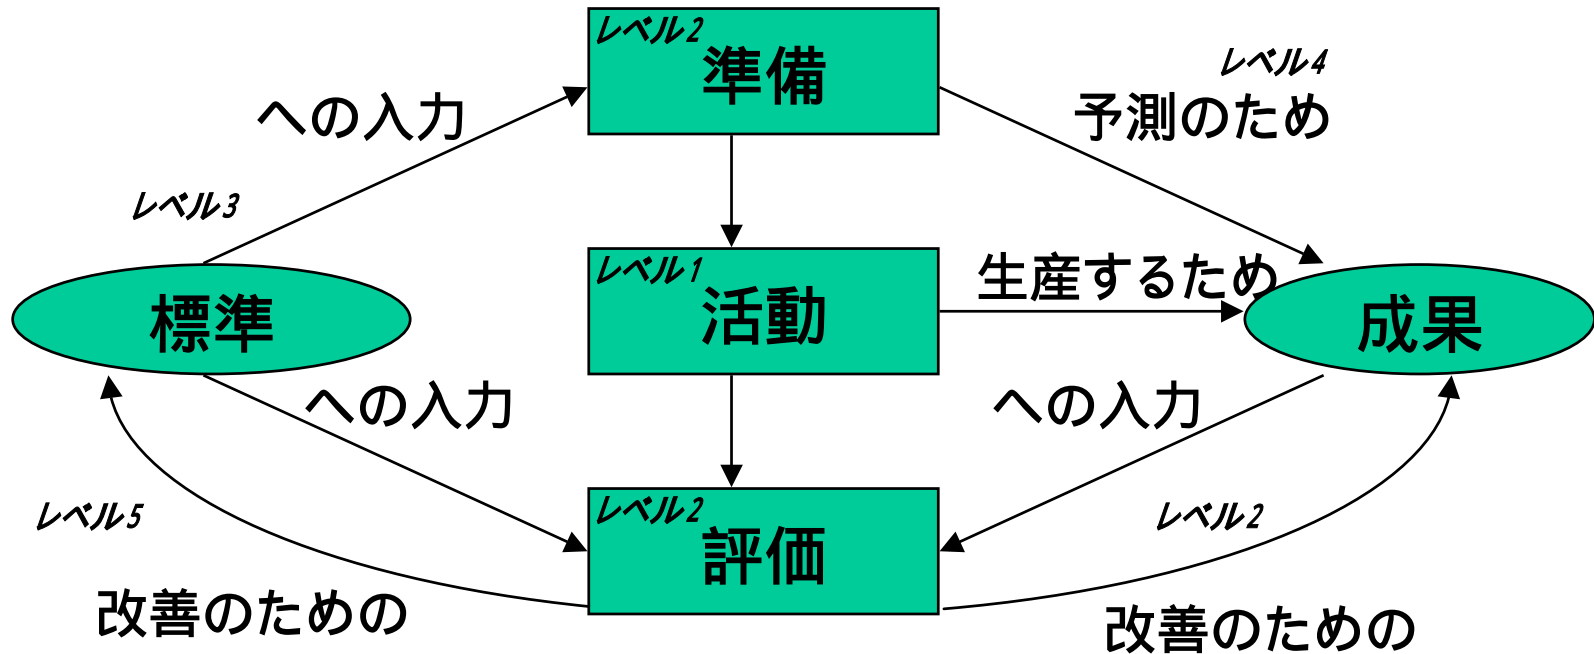 レベル2
準備
レベル4
予測のため
への入力
レベル3
レベル1
活動
生産するため
標準
成果
への入力
への入力
レベル5
レベル2
評価
レベル2
改善のための
改善のための